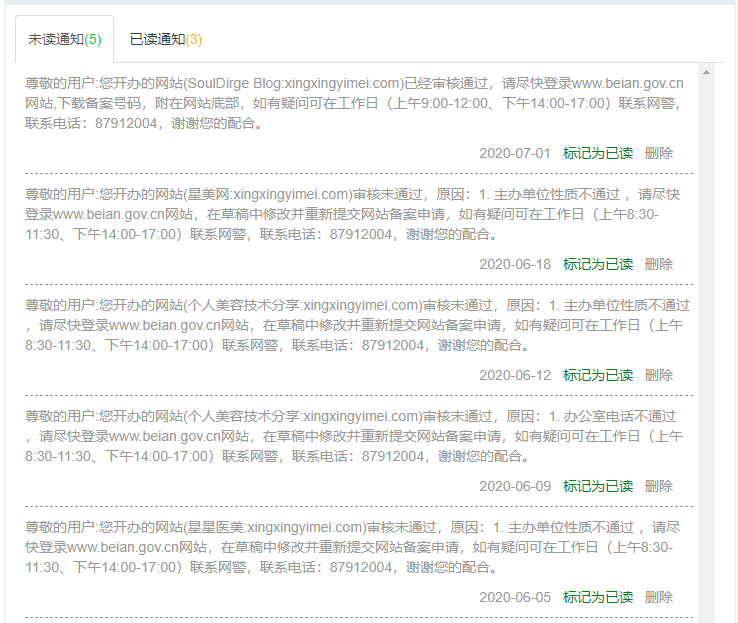 未读通知(5) 已读通知(3)
尊敬的用户:您开办的网站(SoulDirge Blog:xingxingyimei.com)已经审核通过，请尽快登录www.beian.gov.cn
网站,下载备案号码，附在网站底部，如有疑问可在工作日（上午9:00-12:00、下午14:00-17:00）联系网警，
联系电话：87912004，谢谢您的配合。
2020-07-01 标记为已读 删除
尊敬的用户:您开办的网站(星美网:xingxingyimei.com)审核未通过，原因：1. 主办单位性质不通过 ，请尽快
登录www.beian.gov.cn网站，在草稿中修改并重新提交网站备案申请，如有疑问可在工作日（上午8:30-
11:30、下午14:00-17:00）联系网警，联系电话：87912004，谢谢您的配合。
2020-06-18 标记为已读 删除
尊敬的用户:您开办的网站(个人美容技术分享:xingxingyimei.com)审核未通过，原因：1. 主办单位性质不通过
，请尽快登录www.beian.gov.cn网站，在草稿中修改并重新提交网站备案申请，如有疑问可在工作日（上午
8:30-11:30、下午14:00-17:00）联系网警，联系电话：87912004，谢谢您的配合。
2020-06-12 标记为已读 删除
尊敬的用户:您开办的网站(个人美容技术分享:xingxingyimei.com)审核未通过，原因：1. 办公室电话不通过
，请尽快登录www.beian.gov.cn网站，在草稿中修改并重新提交网站备案申请，如有疑问可在工作日（上午
8:30-11:30、下午14:00-17:00）联系网警，联系电话：87912004，谢谢您的配合。
2020-06-09 标记为已读 删除
尊敬的用户:您开办的网站(星星医美:xingxingyimei.com)审核未通过，原因：1. 主办单位性质不通过 ，请尽
快登录www.beian.gov.cn网站，在草稿中修改并重新提交网站备案申请，如有疑问可在工作日（上午8:30-
11:30、下午14:00-17:00）联系网警，联系电话：87912004，谢谢您的配合。
2020-06-05 标记为已读 删除